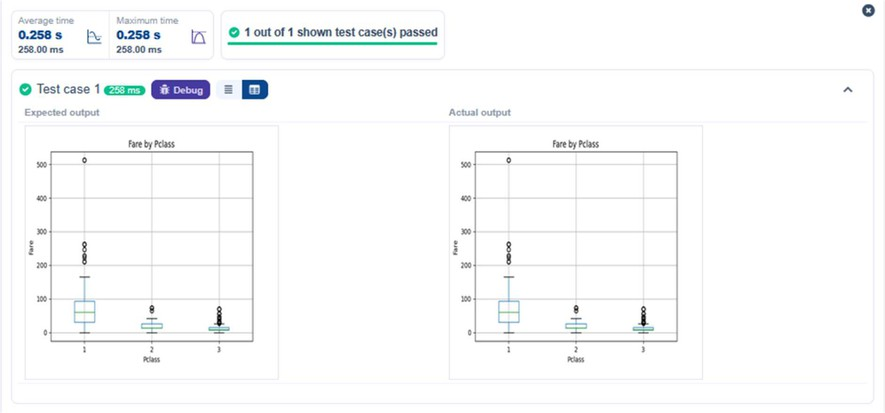 Average time
0.258 s
258.00 ms
Maximum time
0.258 s
258.00 ms
1 out of 1 shown test case(s) passed
Test case 1 258 ms Debug
Expected output
Actual output
Fare by Pclass
500
400
300
200
100
0
Fare
1 2 3
Pclass
Fare by Pclass
500
400
300
200
100
0
Fare
1 2 3
Pclass